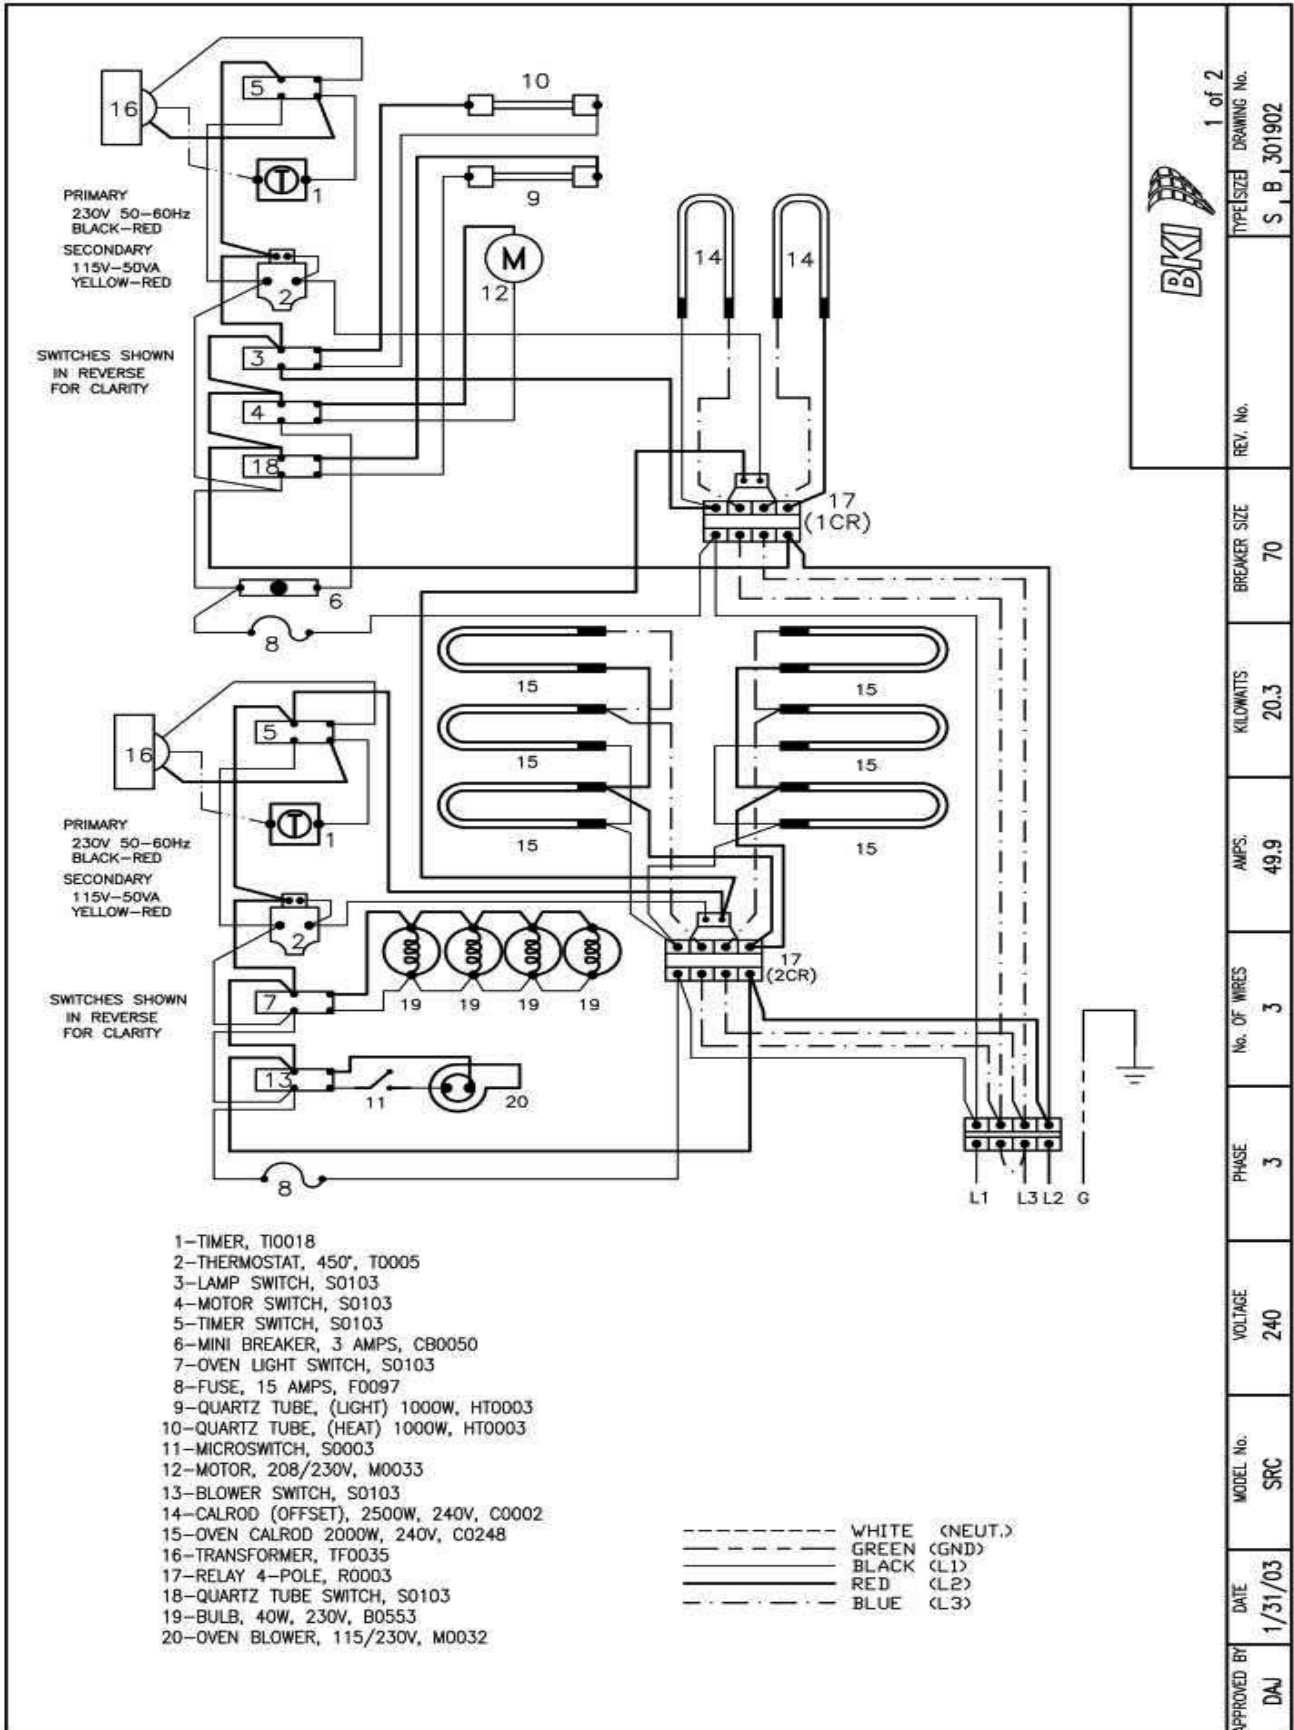 16
5
10
1
9
PRIMARY
230V 50-60Hz
BLACK-RED
SECONDARY
115V-50VA
YELLOW-RED
M
12
2
14
14
SWITCHES SHOWN
IN REVERSE
FOR CLARITY
3
4
18
17
(1CR)
6
8
15
15
15
15
15
15
16
5
1
PRIMARY
230V 50-60Hz
BLACK-RED
SECONDARY
115V-50VA
YELLOW-RED
2
SWITCHES SHOWN
IN REVERSE
FOR CLARITY
7
19 19 19 19
17
(2CR)
13
11
20
8
L1 L3 L2 G
1-TIMER, TI0018
2-THERMOSTAT, 450°, T0005
3-LAMP SWITCH, S0103
4-MOTOR SWITCH, S0103
5-TIMER SWITCH, S0103
6-MINI BREAKER, 3 AMPS, CB0050
7-OVEN LIGHT SWITCH, S0103
8-FUSE, 15 AMPS, F0097
9-QUARTZ TUBE, (LIGHT) 1000W, HT0003
10-QUARTZ TUBE, (HEAT) 1000W, HT0003
11-MICROSWITCH, S0003
12-MOTOR, 208/230V, M0033
13-BLOWER SWITCH, S0103
14-CALROD (OFFSET), 2500W, 240V, C0002
15-OVEN CALROD 2000W, 240V, C0248
16-TRANSFORMER, TF0035
17-RELAY 4-POLE, R0003
18-QUARTZ TUBE SWITCH, S0103
19-BULB, 40W, 230V, B0553
20-OVEN BLOWER, 115/230V, M0032
WHITE (NEUT.)
GREEN (GND)
BLACK (L1)
RED (L2)
BLUE (L3)
BKI
1 of 2
APPROVED BY
DAJ
DATE
1/31/03
MODEL No.
SRC
VOLTAGE
240
PHASE
3
No. OF WIRES
3
AMPS.
49.9
KILOWATTS
20.3
BREAKER SIZE
70
REV. No.
TYPE
S
SIZE
B
DRAWING No.
301902